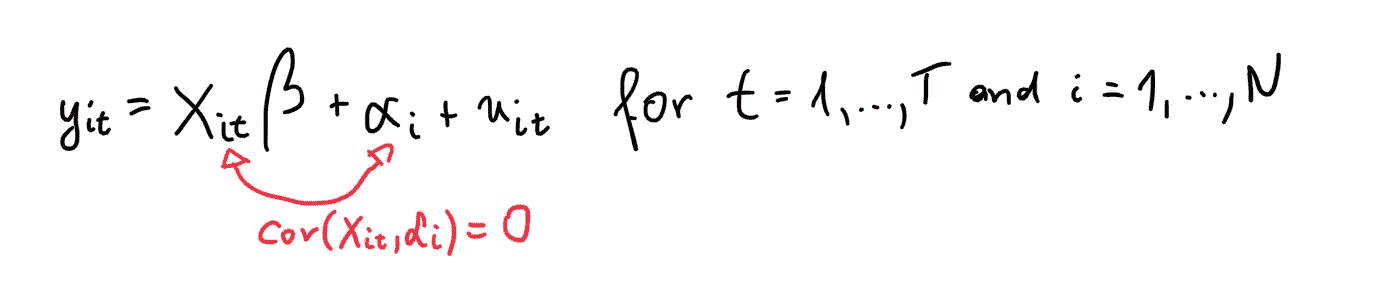 yit = Xit β + αi + uit for t = 1,...,T and i = 1,...,N
cor(Xit,αi) = 0